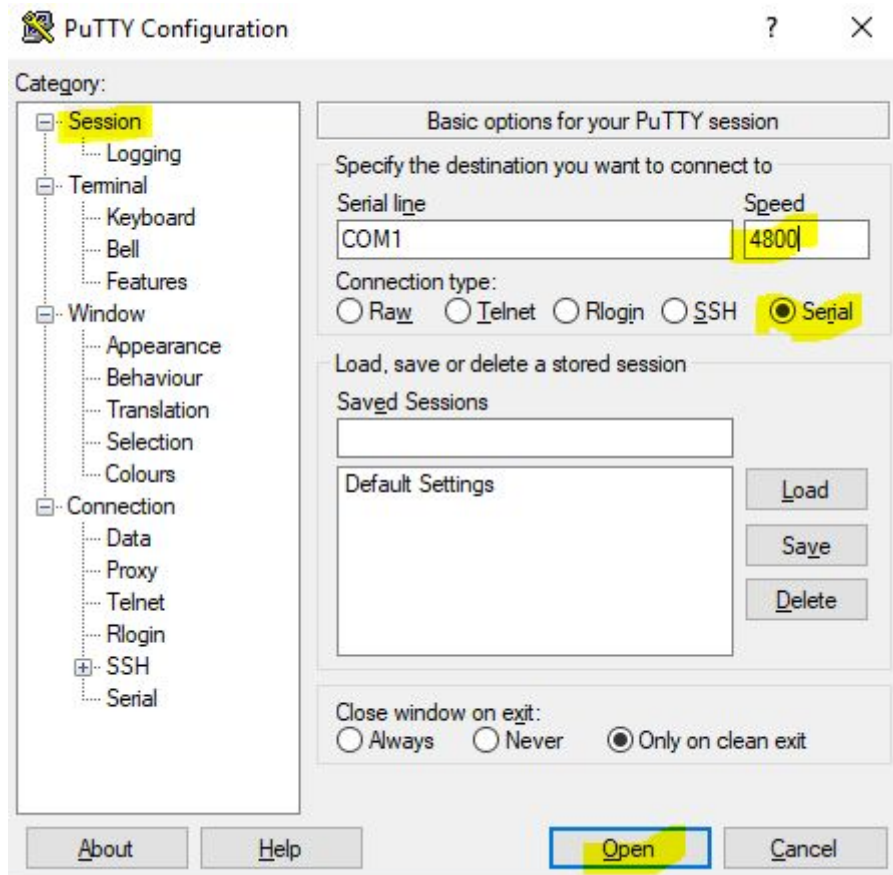 PuTTY Configuration
?
Category:
Session
Logging
Terminal
Keyboard
Bell
Features
Window
Appearance
Behaviour
Translation
Selection
Colours
Connection
Data
Proxy
Telnet
Rlogin
SSH
Serial
Basic options for your PuTTY session
Specify the destination you want to connect to
Serial line Speed
COM1 4800
Connection type:
Raw Telnet Rlogin SSH Serial
Load, save or delete a stored session
Saved Sessions
Default Settings
Load
Save
Delete
Close window on exit:
Always Never Only on clean exit
About Help Open Cancel